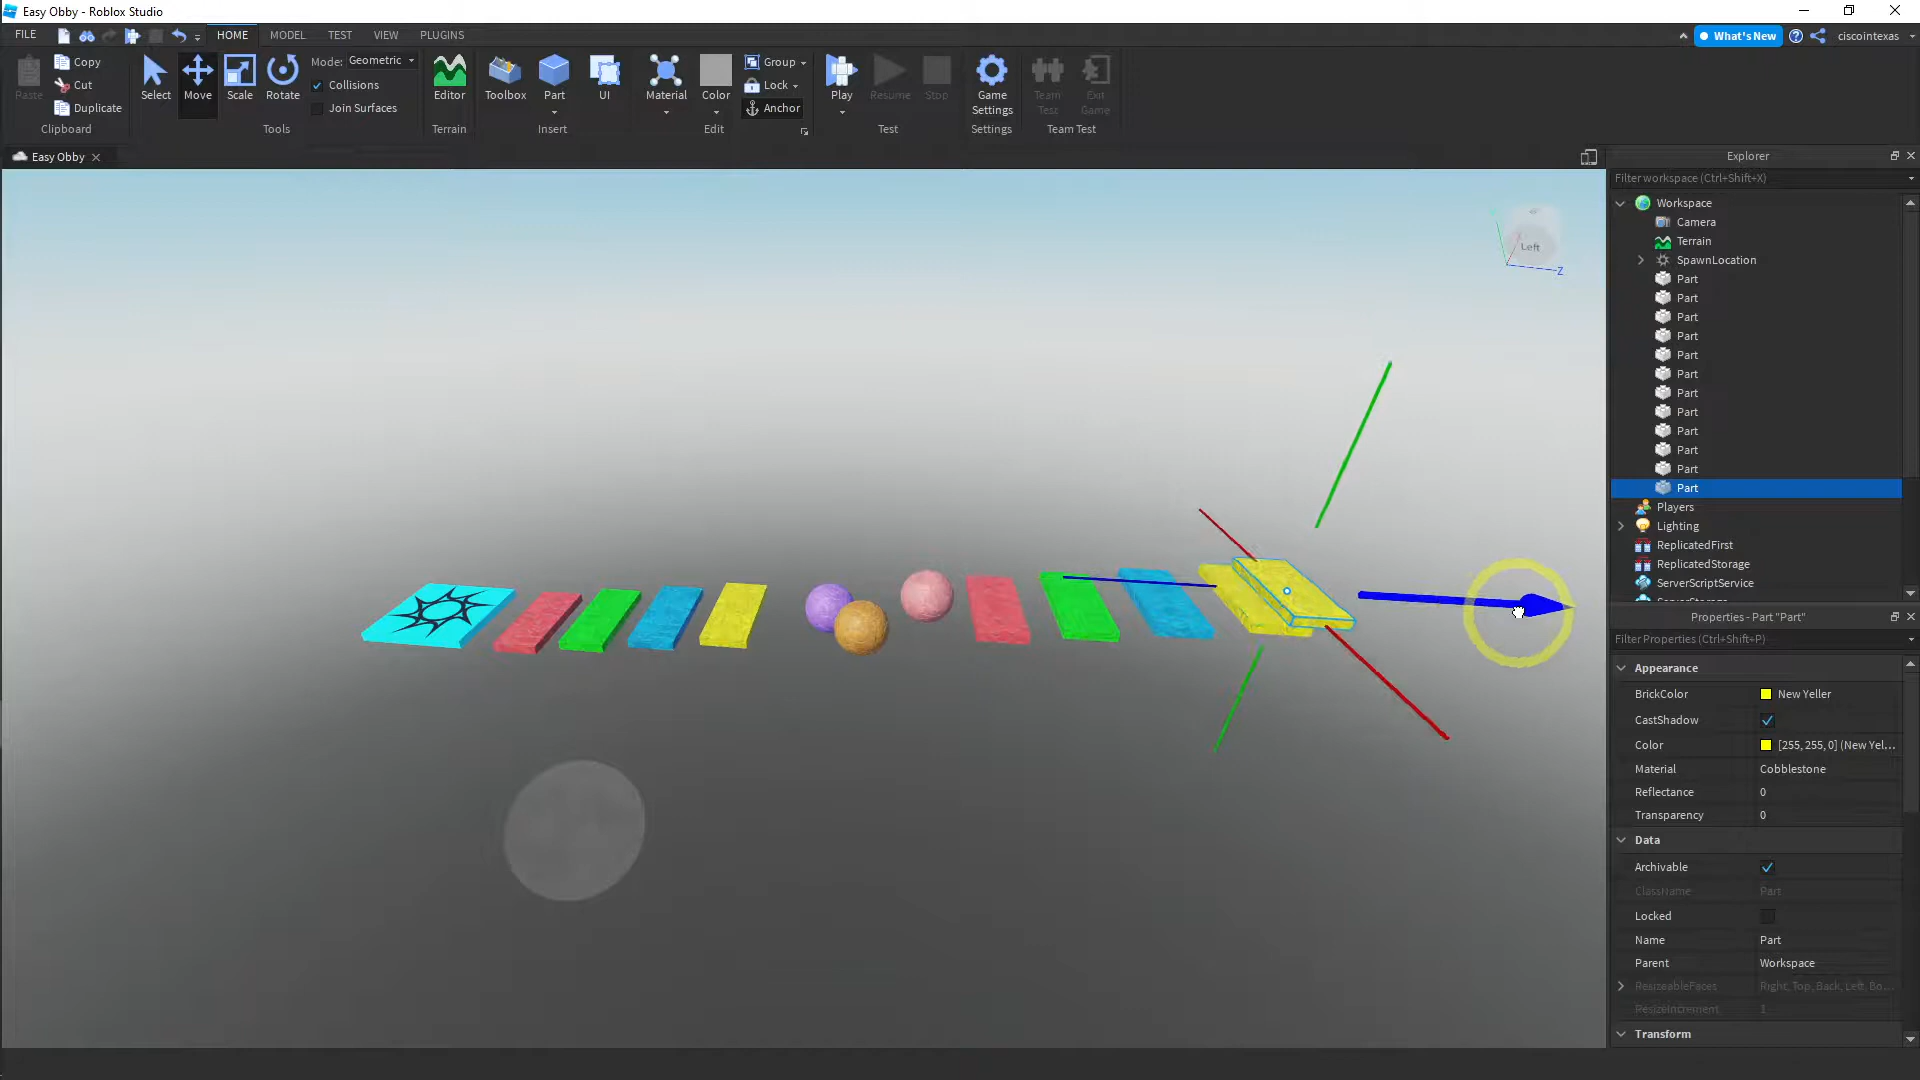 Easy Obby - Roblox Studio
FILE HOME MODEL TEST VIEW PLUGINS What's New ciscointexas
Paste Copy Cut Duplicate Clipboard
Select Move Scale Rotate Mode: Geometric Collisions Join Surfaces Tools
Editor Terrain
Toolbox Part UI Insert
Material Color Group Lock Anchor Edit
Play Resume Stop Test
Game Settings Settings
Team Test Exit Game Team Test
Easy Obby
Left
Z
Explorer
Filter workspace (Ctrl+Shift+X)
Workspace
Camera
Terrain
SpawnLocation
Part
Part
Part
Part
Part
Part
Part
Part
Part
Part
Part
Part
Players
Lighting
ReplicatedFirst
ReplicatedStorage
ServerScriptService
Properties - Part "Part"
Filter Properties (Ctrl+Shift+P)
Appearance
BrickColor New Yeller
CastShadow
Color [255, 255, 0] (New Yel...
Material Cobblestone
Reflectance 0
Transparency 0
Data
Archivable
ClassName Part
Locked
Name Part
Parent Workspace
ResizeableFaces Right, Top, Back, Left, Bo...
ResizeIncrement 1
Transform